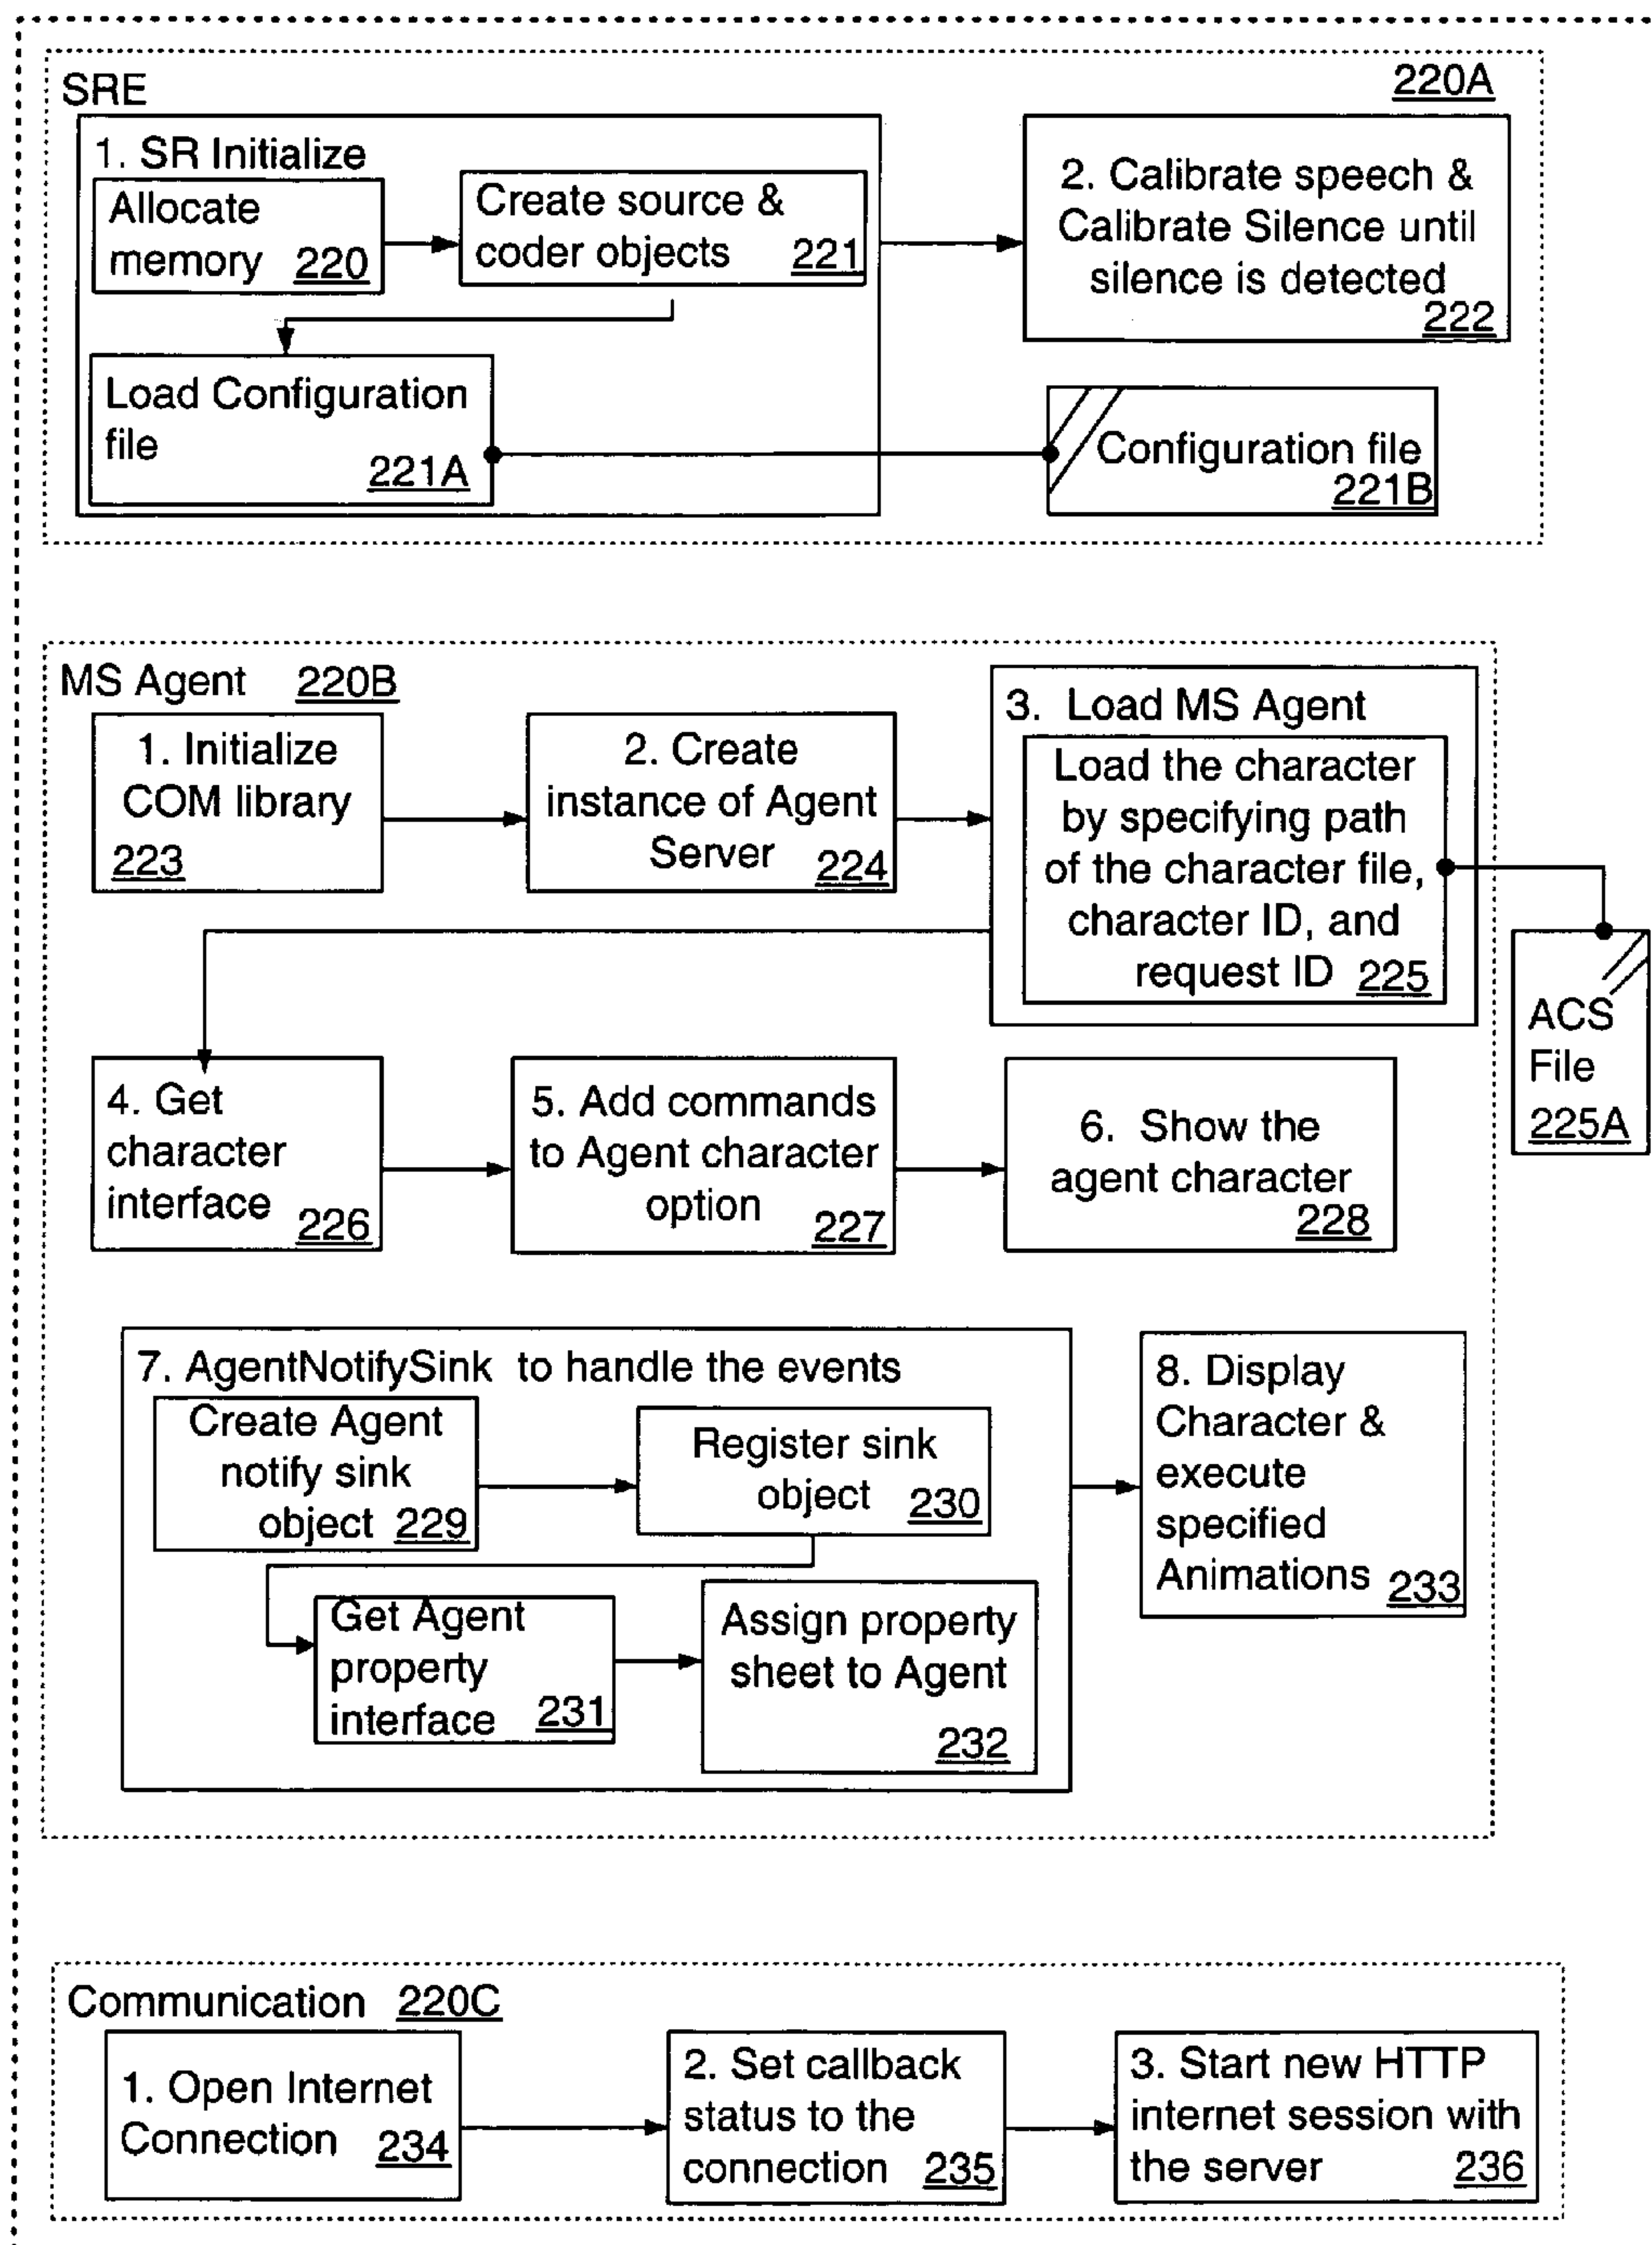 SRE
220A
1. SR Initialize
Allocate
memory 220
Create source &
coder objects 221
2. Calibrate speech &
Calibrate Silence until
silence is detected
222
Load Configuration
file
221A
Configuration file
221B
MS Agent 220B
1. Initialize
COM library
223
2. Create
instance of Agent
Server 224
3. Load MS Agent
Load the character
by specifying path
of the character file,
character ID, and
request ID 225
ACS
File
225A
4. Get
character
interface 226
5. Add commands
to Agent character
option 227
6. Show the
agent character
228
7. AgentNotifySink to handle the events
Create Agent
notify sink
object 229
Register sink
object 230
Get Agent
property
interface 231
Assign property
sheet to Agent
232
8. Display
Character &
execute
specified
Animations 233
Communication 220C
1. Open Internet
Connection 234
2. Set callback
status to the
connection 235
3. Start new HTTP
internet session with
the server 236